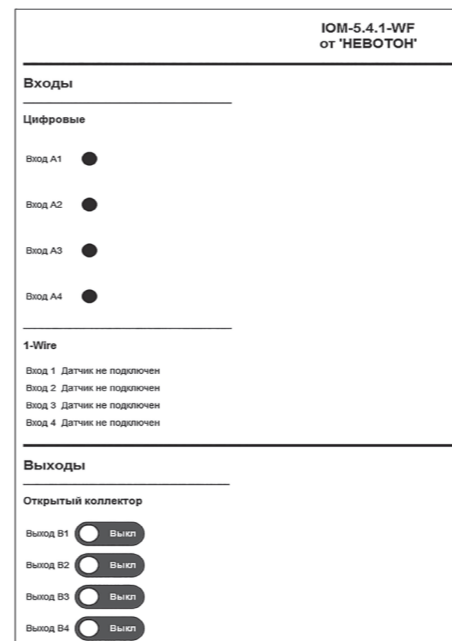 IOM-5.4.1-WF
от 'НЕВОТОН'
Входы
Цифровые
Вход А1
Вход А2
Вход А3
Вход А4
1-Wire
Вход 1 Датчик не подключен
Вход 2 Датчик не подключен
Вход 3 Датчик не подключен
Вход 4 Датчик не подключен
Выходы
Открытый коллектор
Выход В1 Выкл
Выход В2 Выкл
Выход В3 Выкл
Выход В4 Выкл